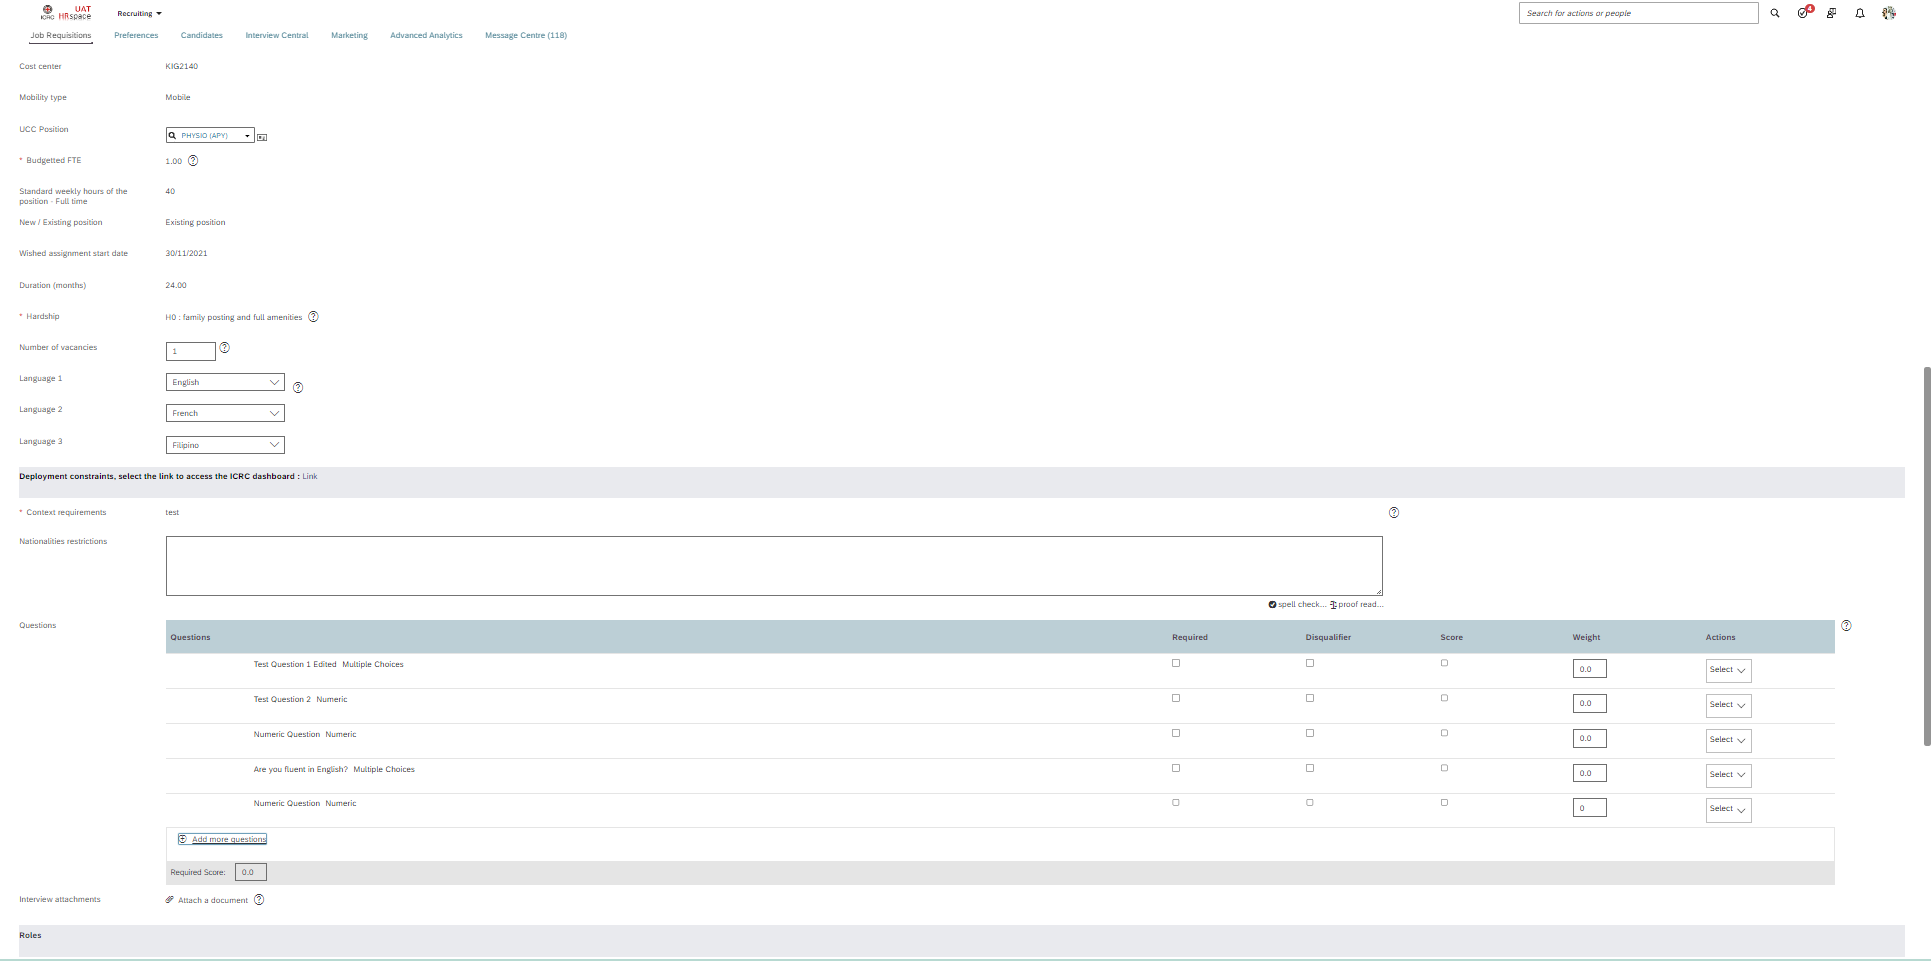 UAT
ICRC HRspace
Recruiting
Search for actions or people
4
Job Requisitions Preferences Candidates Interview Central Marketing Advanced Analytics Message Centre (118)
Cost center KIG2140
Mobility type Mobile
UCC Position PHYSIO (APY)
* Budgetted FTE 1.00
Standard weekly hours of the position - Full time 40
New / Existing position Existing position
Wished assignment start date 30/11/2021
Duration (months) 24.00
* Hardship H0 : family posting and full amenities
Number of vacancies 1
Language 1 English
Language 2 French
Language 3 Filipino
Deployment constraints, select the link to access the ICRC dashboard : Link
* Context requirements test
Nationalities restrictions
spell check... proof read...
Questions
Questions Required Disqualifier Score Weight Actions
Test Question 1 Edited Multiple Choices 0.0 Select
Test Question 2 Numeric 0.0 Select
Numeric Question Numeric 0.0 Select
Are you fluent in English? Multiple Choices 0.0 Select
Numeric Question Numeric 0 Select
Add more questions
Required Score: 0.0
Interview attachments Attach a document
Roles